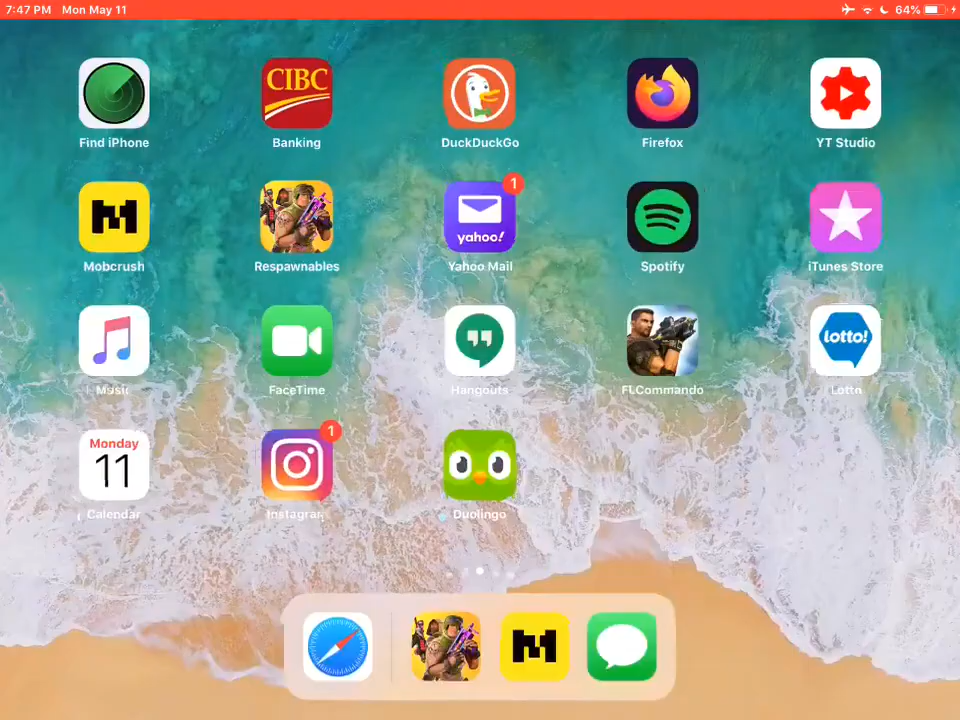 7:47 PM Mon May 11
64%
CIBC
Find iPhone
Banking
DuckDuckGo
Firefox
YT Studio
1
yahoo!
Mobcrush
Respawnables
Yahoo Mail
Spotify
iTunes Store
lotto!
Music
FaceTime
Hangouts
FLCommando
Lotto
Monday
11
1
Calendar
Instagram
Duolingo